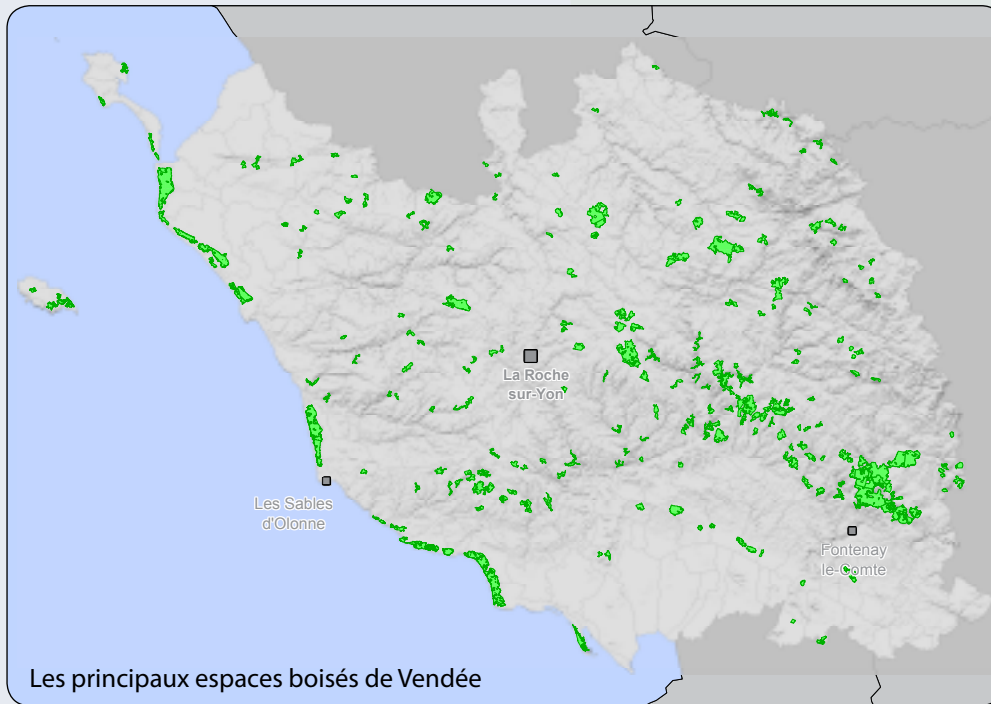 La Roche
sur-Yon
Les Sables
d'Olonne
Fontenay
le-Comte
Les principaux espaces boisés de Vendée